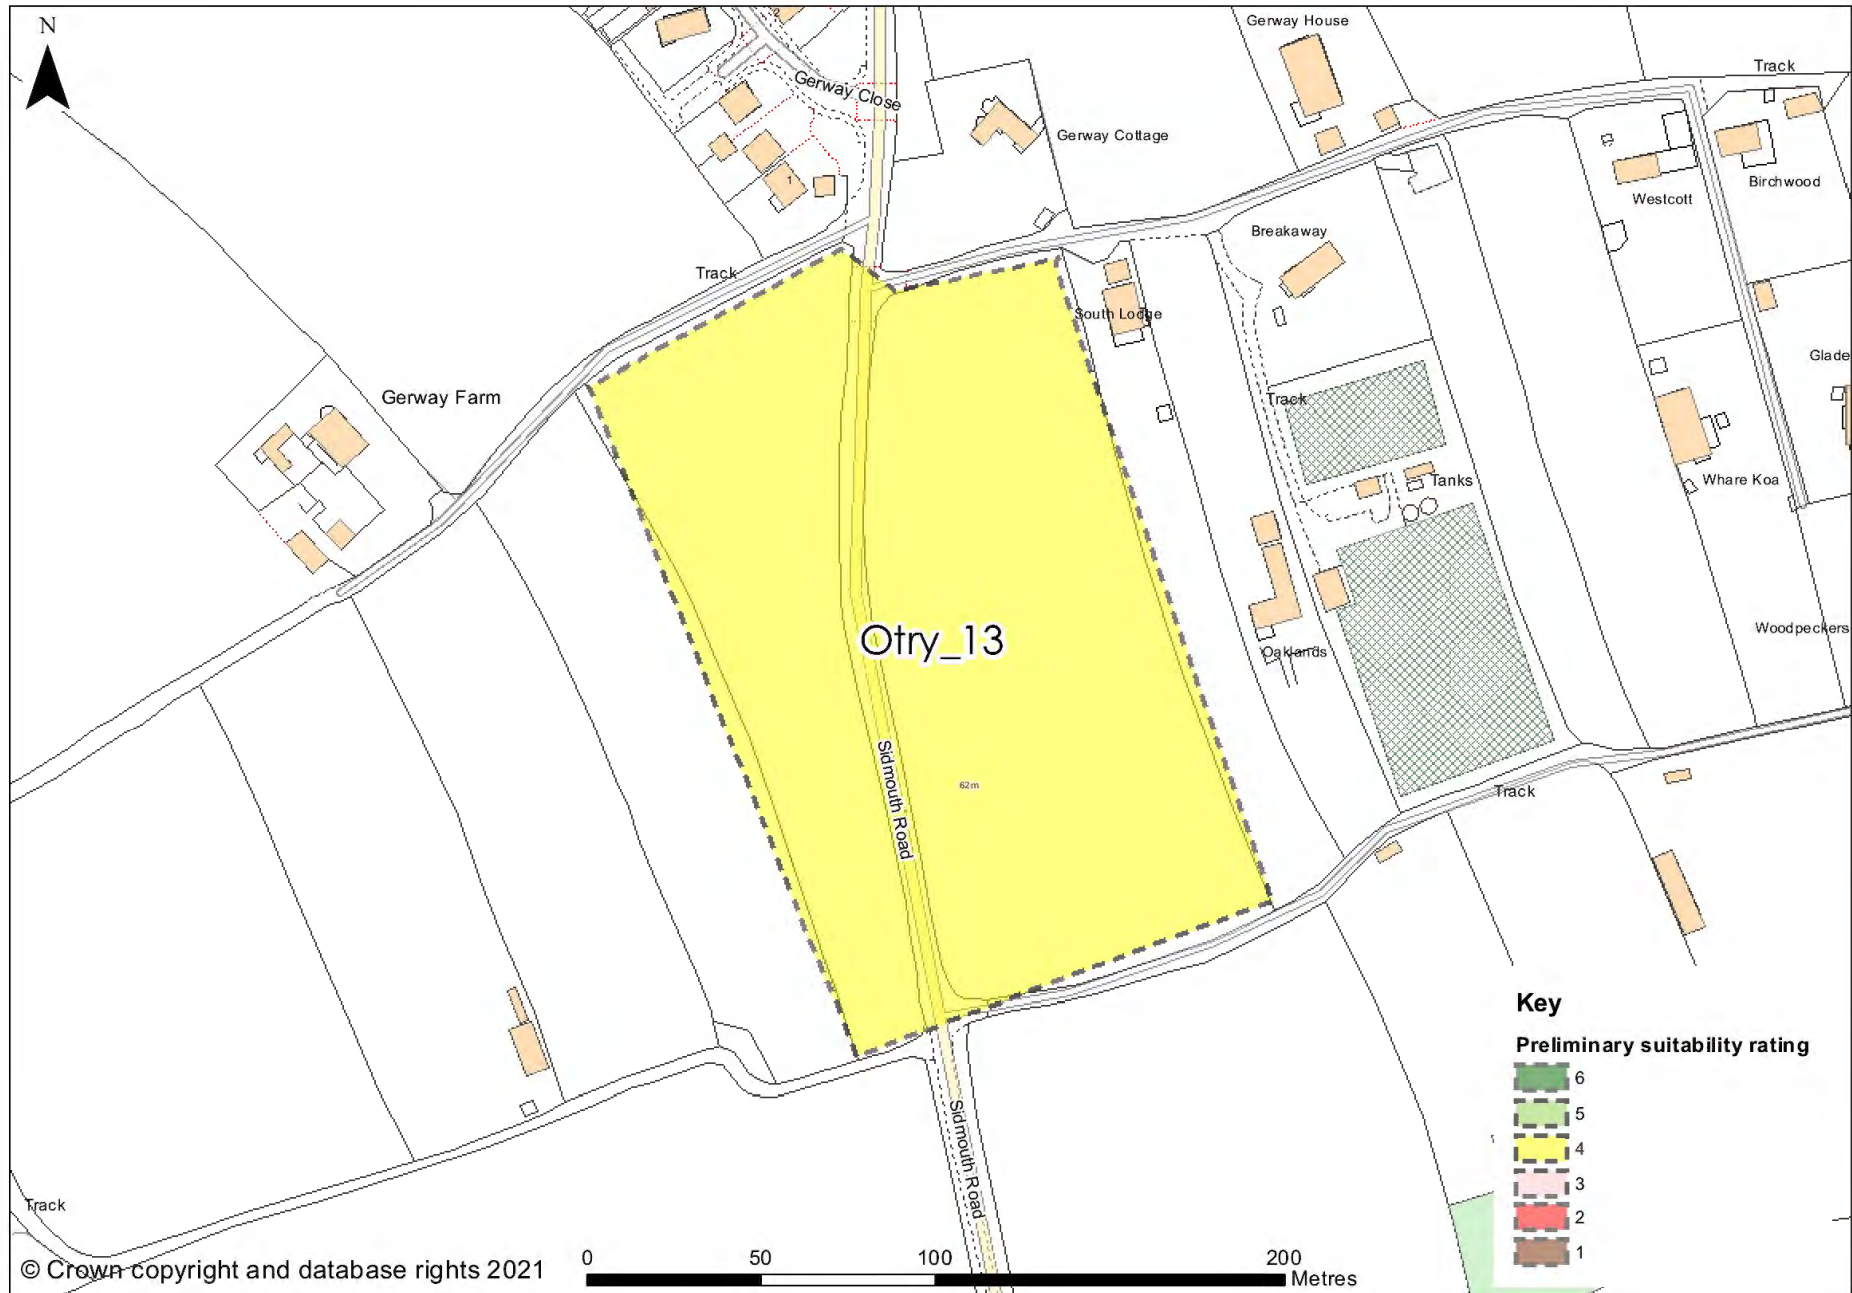 N
2
Gerway House
Track
Gerway Close
Gerway Cottage
1
Birchwood
Westcott
Breakaway
Track
South Lodge
Glade
Gerway Farm
Track
Tanks
Whare Koa
Otry_13
Woodpeckers
Oaklands
Sidmouth Road
62m
Track
Key
Preliminary suitability rating
6
5
4
3
2
1
Sidmouth Road
Track
© Crown copyright and database rights 2021
0 50 100 200
Metres